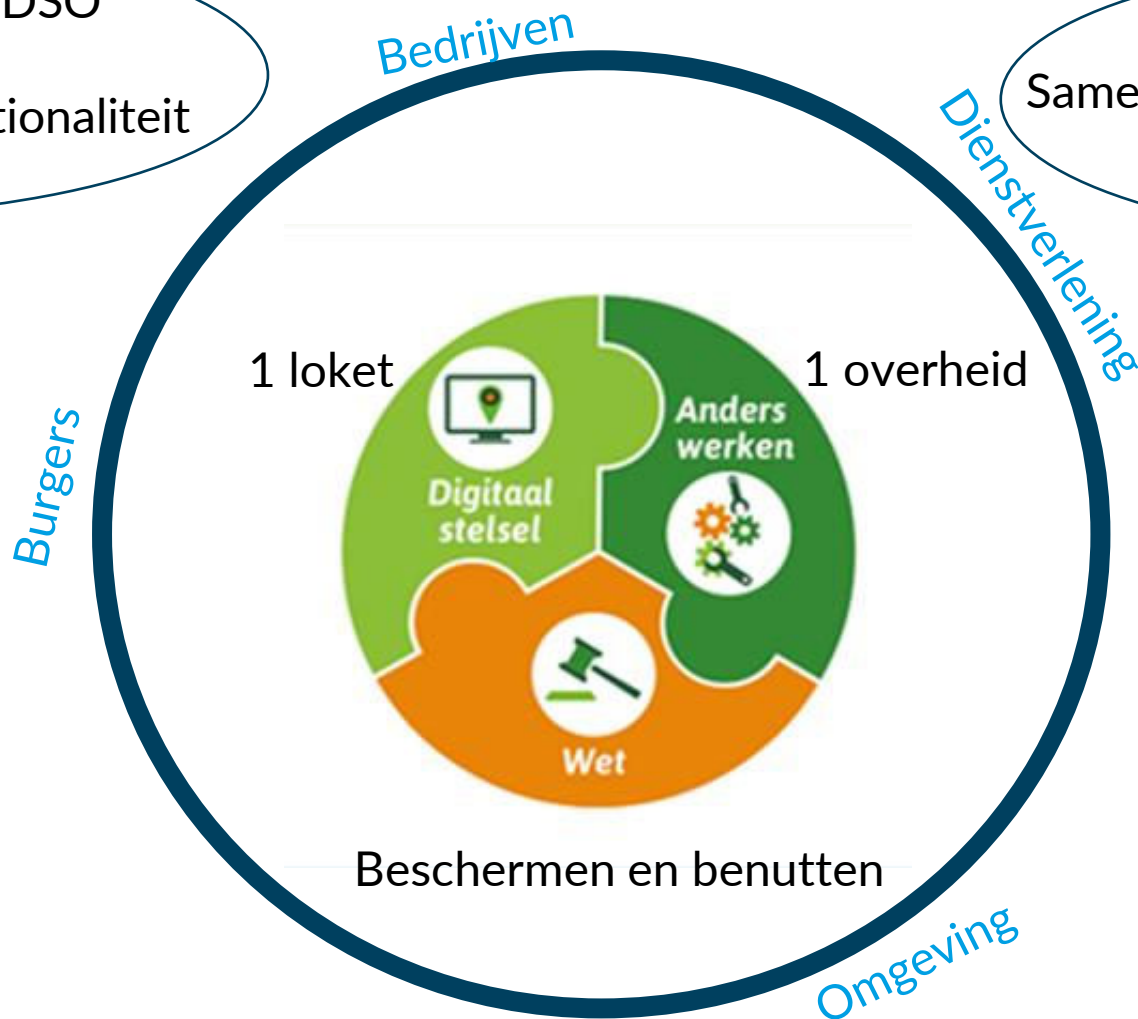 DSO
Bedrijven
tionaliteit
Same
Dienstverlening
1 loket
1 overheid
Anders
werken
Burgers
Digitaal
stelsel
Wet
Beschermen en benutten
Omgeving